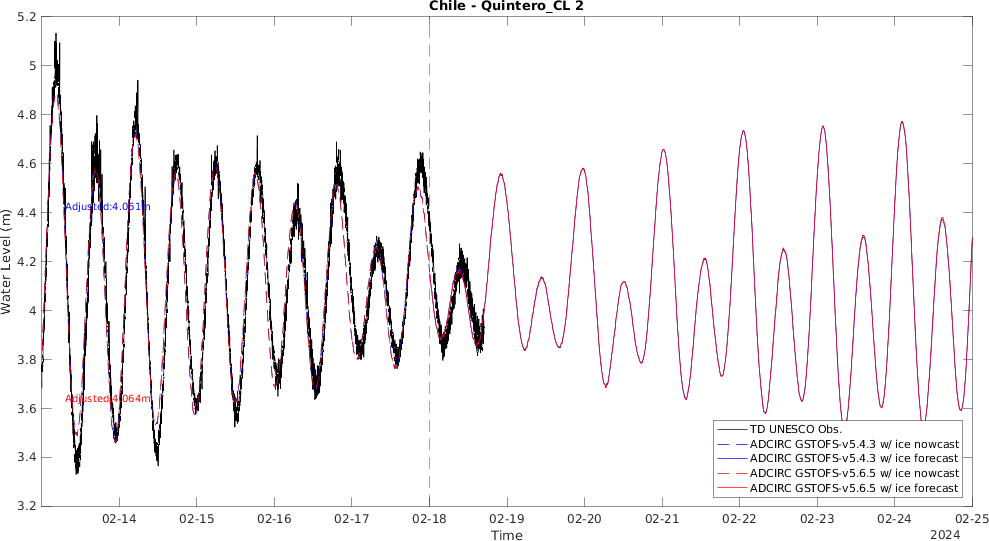 Chile - Quintero_CL 2
5.2
5
4.8
4.6
4.4
4.2
4
3.8
3.6
3.4
3.2
Water Level (m)
Adjusted:4.051m
Adjusted:4.064m
TD UNESCO Obs.
ADCIRC GSTOFS-v5.4.3 w/ ice nowcast
ADCIRC GSTOFS-v5.4.3 w/ ice forecast
ADCIRC GSTOFS-v5.6.5 w/ ice nowcast
ADCIRC GSTOFS-v5.6.5 w/ ice forecast
02-14 02-15 02-16 02-17 02-18 02-19 02-20 02-21 02-22 02-23 02-24 02-25
Time
2024